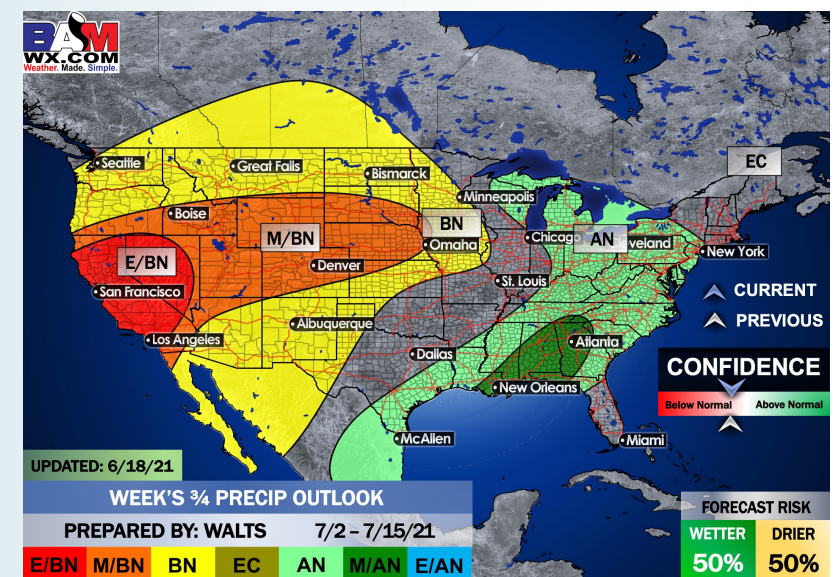 BAM
WX.COM
Weather. Made. Simple.
Seattle
Great Falls
Bismarck
Minneapolis
EC
Boise
M/BN
BN
Omaha
Chicago
AN
eveland
New York
E/BN
Denver
San Francisco
St. Louis
CURRENT
PREVIOUS
Los Angeles
Albuquerque
Dallas
Atlanta
CONFIDENCE
Below Normal
Above Normal
New Orleans
McAllen
Miami
UPDATED: 6/18/21
WEEK'S ¾ PRECIP OUTLOOK
PREPARED BY: WALTS 7/2 – 7/15/21
E/BN M/BN BN EC AN M/AN E/AN
FORECAST RISK
WETTER DRIER
50% 50%